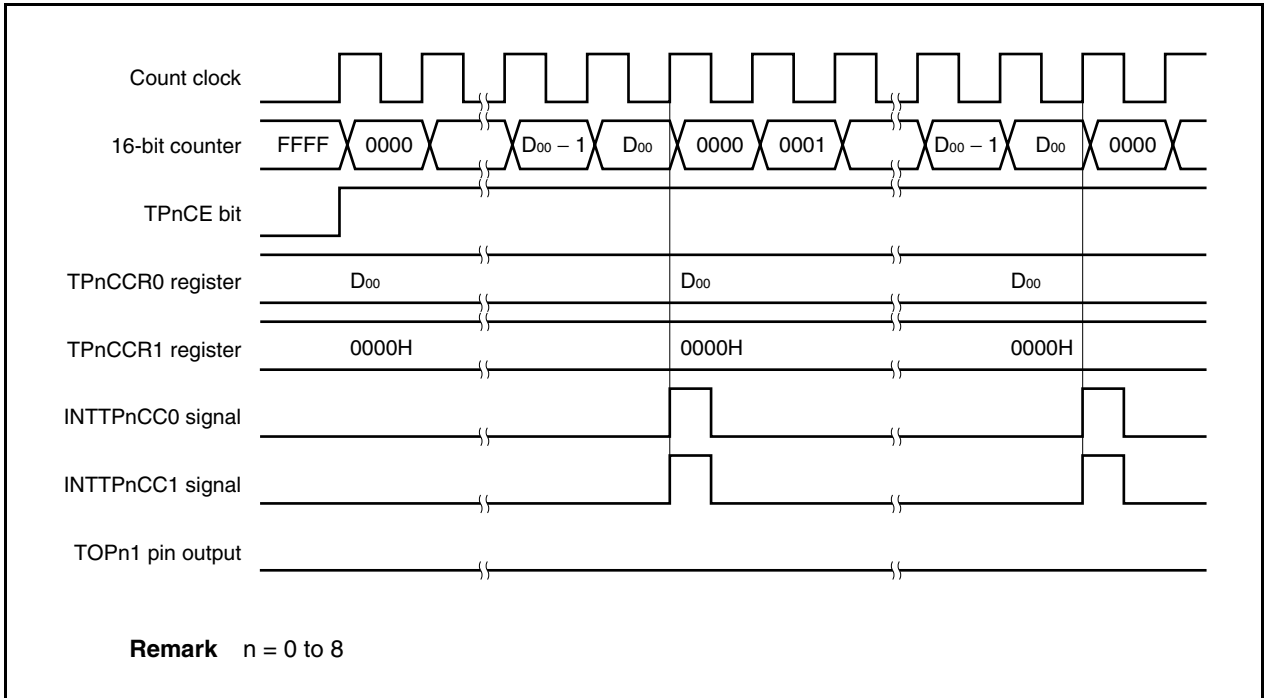 Count clock
16-bit counter FFFF 0000 D₀₀ − 1 D₀₀ 0000 0001 D₀₀ − 1 D₀₀ 0000
TPnCE bit
TPnCCR0 register D₀₀ D₀₀ D₀₀
TPnCCR1 register 0000H 0000H 0000H
INTTPnCC0 signal
INTTPnCC1 signal
TOPn1 pin output
Remark n = 0 to 8